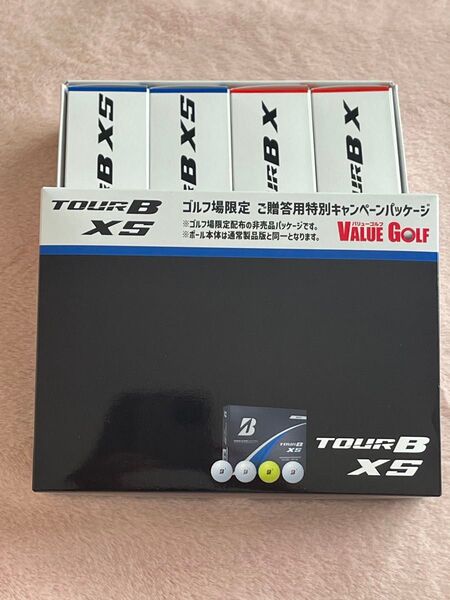 TOUR B XS
TOUR B XS
TOUR B X
TOUR B X
TOUR B
XS
ゴルフ場限定 ご贈答用特別キャンペーンパッケージ
※ゴルフ場限定配布の非売品パッケージです。
※ボール本体は通常製品版と同一となります。
バリューゴルフ
VALUE GOLF
B
TOUR B
XS
TOUR B
XS